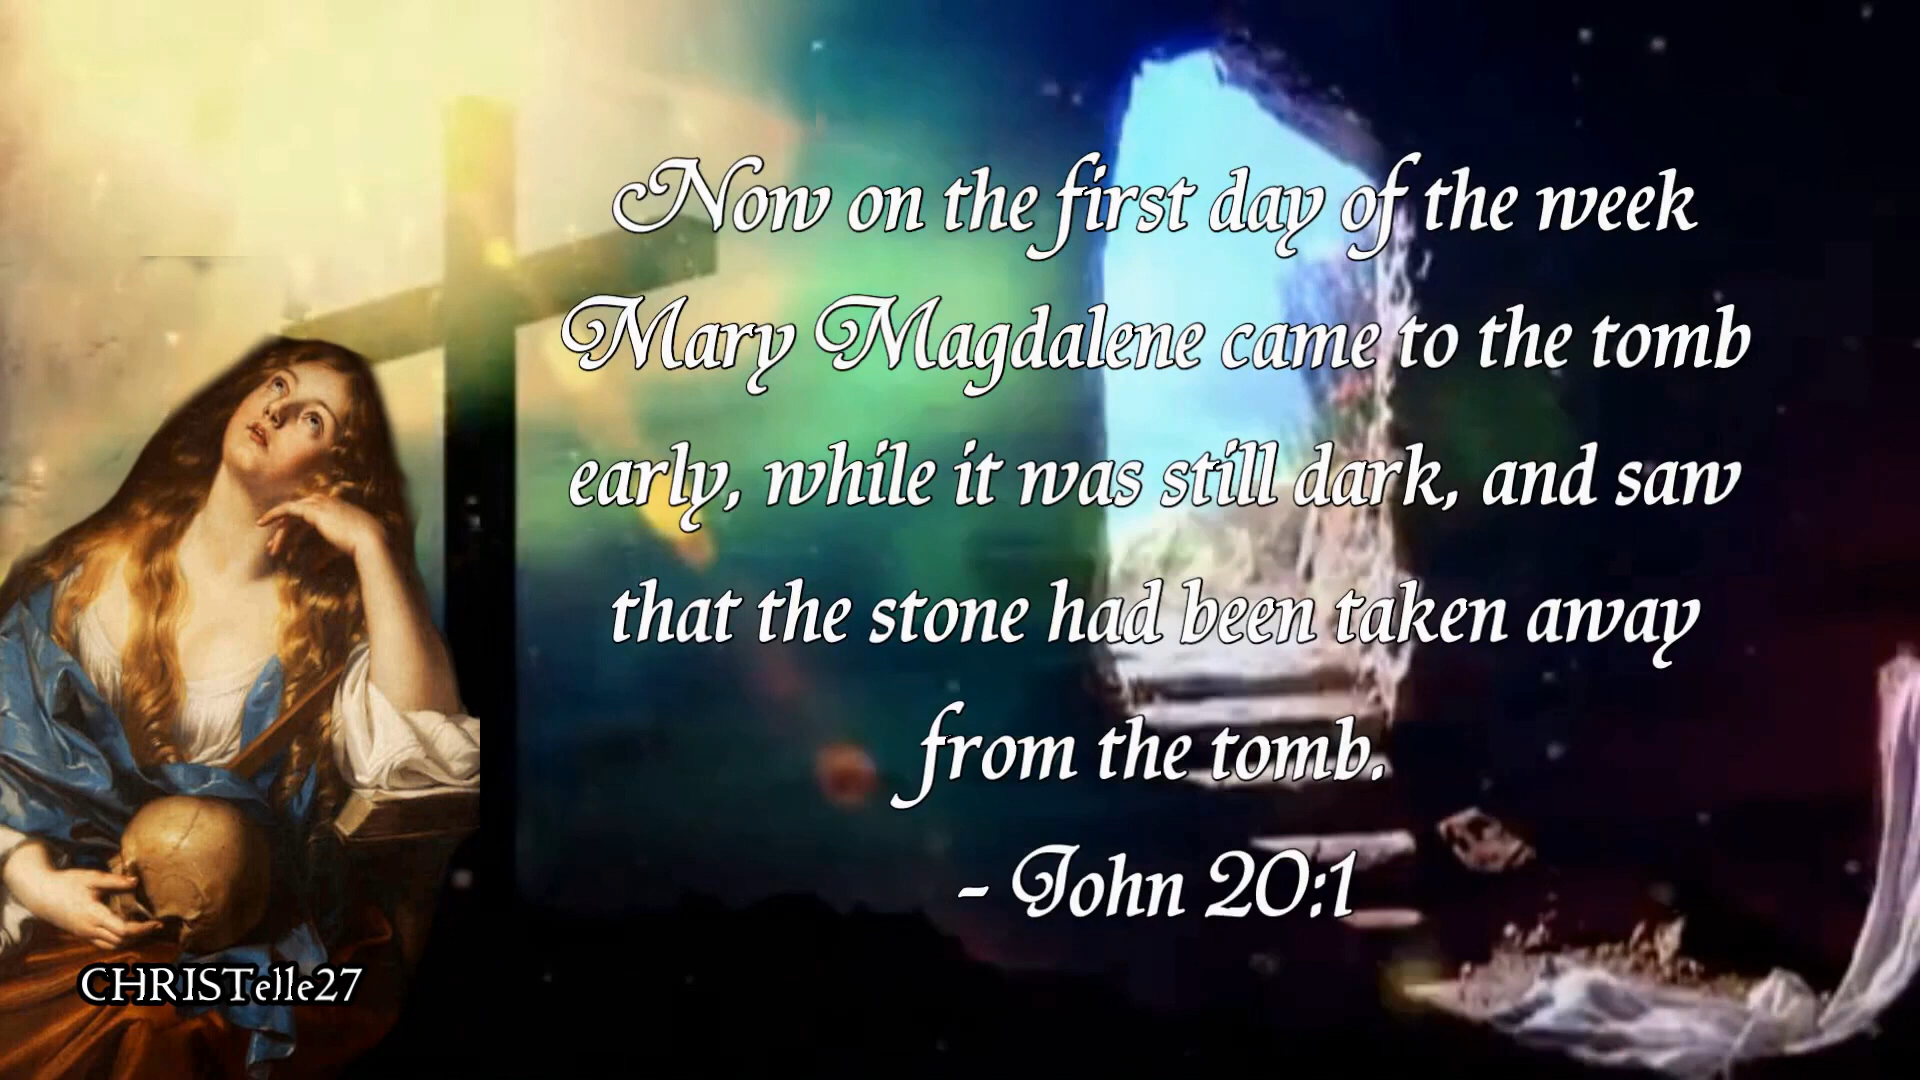 Now on the first day of the week
Mary Magdalene came to the tomb
early, while it was still dark, and saw
that the stone had been taken away
from the tomb.
- John 20:1
CHRISTelle27